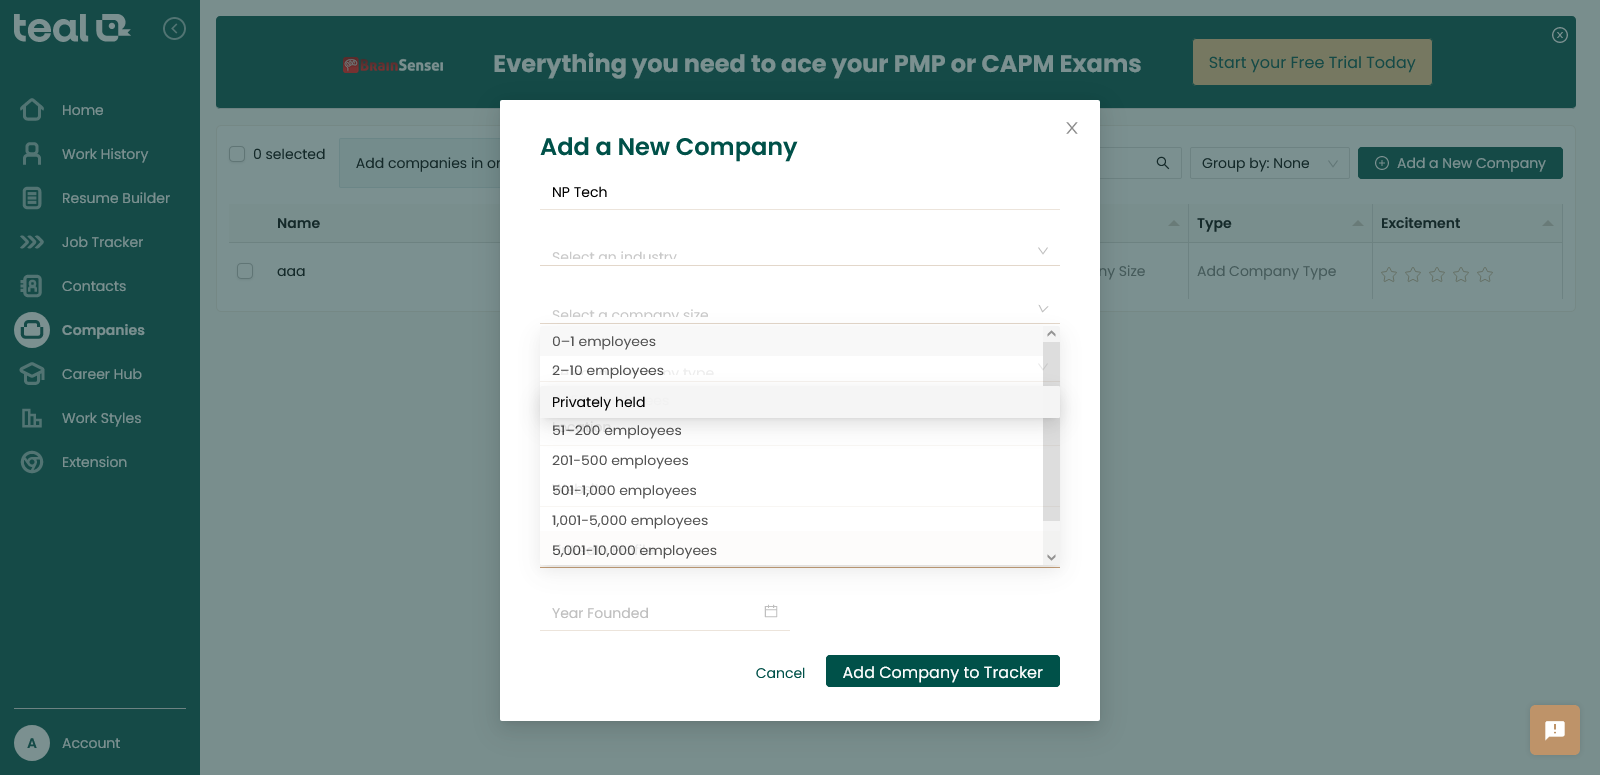 teal
Home
Work History
Resume Builder
Job Tracker
Contacts
Companies
Career Hub
Work Styles
Extension
A Account
BrainSensei
Everything you need to ace your PMP or CAPM Exams
Start your Free Trial Today
0 selected
Add companies in or
Group by: None
Add a New Company
Name
Type
Excitement
aaa
ny Size
Add Company Type
Add a New Company
NP Tech
Select an industry
Select a company size
0–1 employees
2–10 employees
Privately held
51–200 employees
201-500 employees
501-1,000 employees
1,001-5,000 employees
5,001-10,000 employees
Year Founded
Cancel
Add Company to Tracker